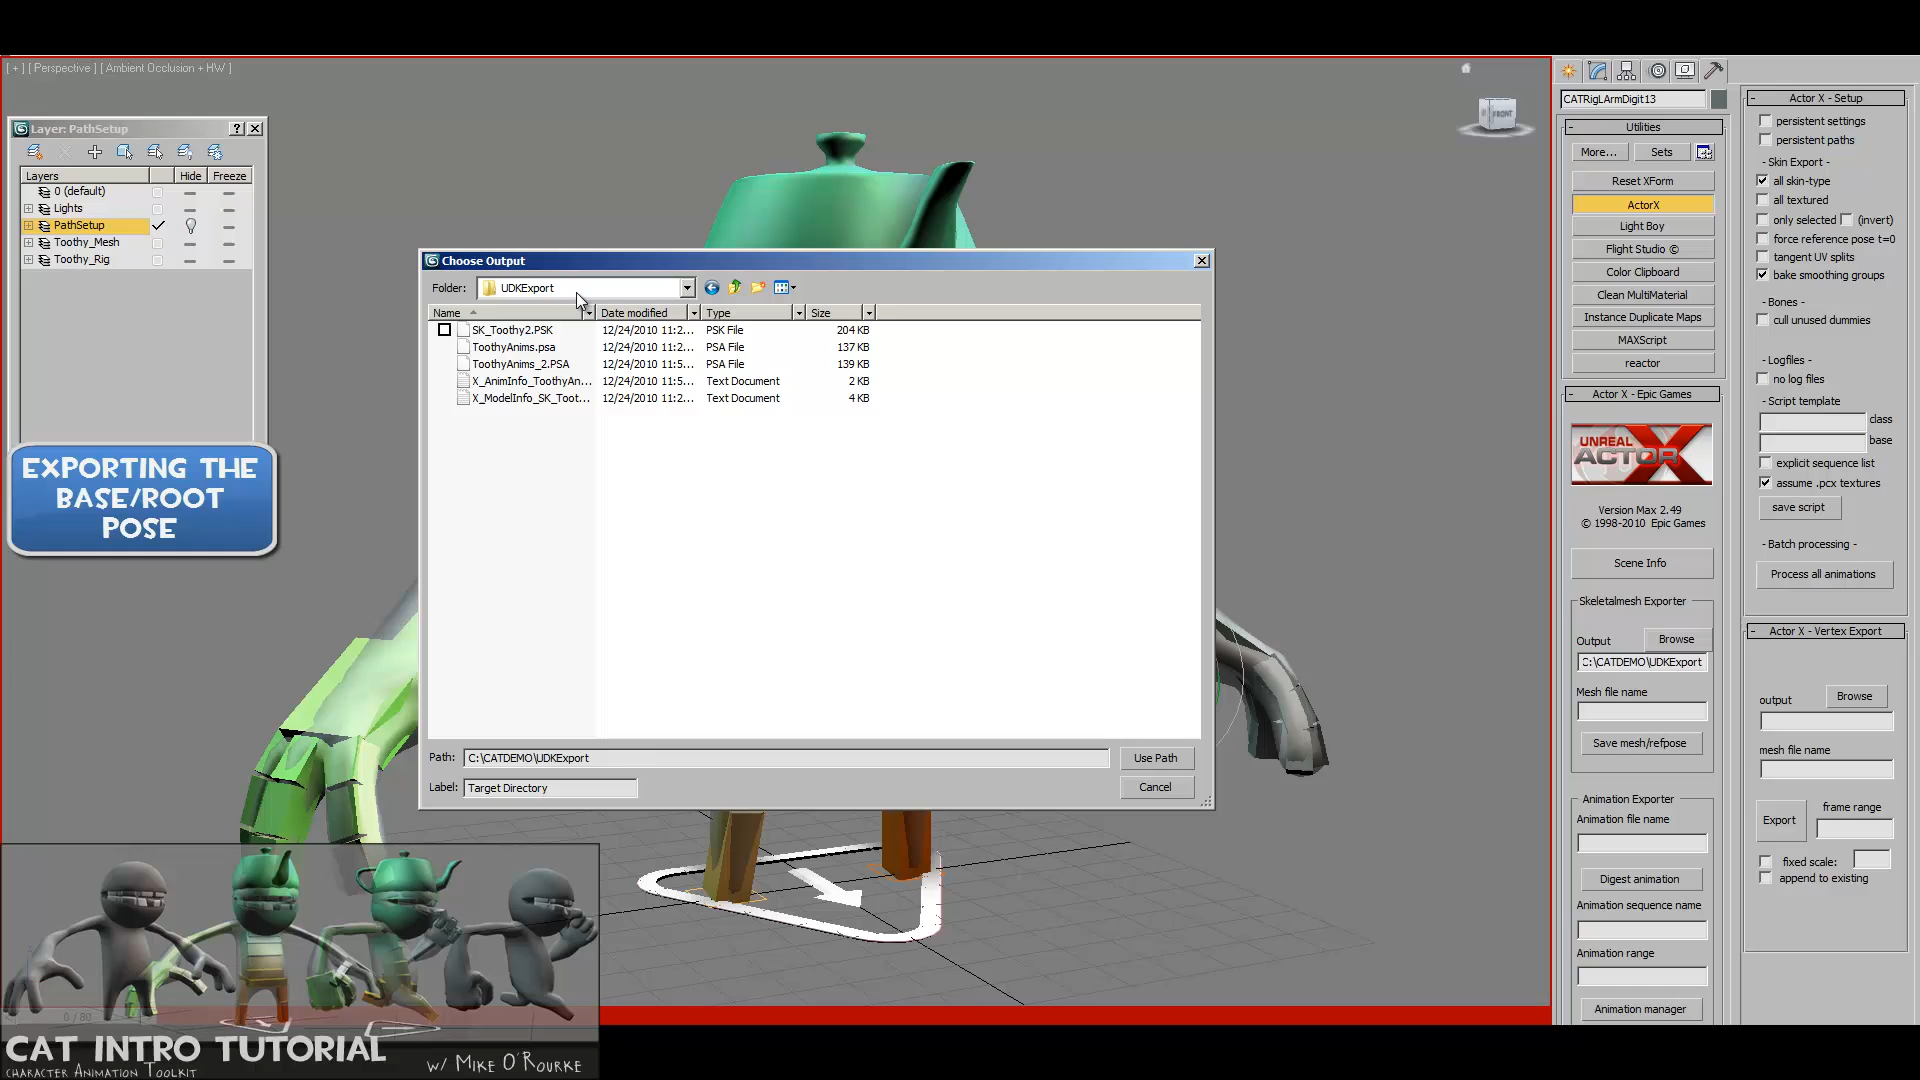 [ + ] [ Perspective ] [ Ambient Occlusion + HW ]
Layer: PathSetup
Layers Hide Freeze
0 (default)
Lights
PathSetup
Toothy_Mesh
Toothy_Rig
EXPORTING THE
BASE/ROOT
POSE
FRONT
Choose Output
Folder: UDKExport
Name Date modified Type Size
SK_Toothy2.PSK 12/24/2010 11:2... PSK File 204 KB
ToothyAnims.psa 12/24/2010 11:2... PSA File 137 KB
ToothyAnims_2.PSA 12/24/2010 11:5... PSA File 139 KB
X_AnimInfo_ToothyAn... 12/24/2010 11:5... Text Document 2 KB
X_ModelInfo_SK_Toot... 12/24/2010 11:2... Text Document 4 KB
Path: C:\CATDEMO\UDKExport Use Path
Label: Target Directory Cancel
0 / 80
CAT INTRO TUTORIAL
CHARACTER ANIMATION TOOLKIT
W/ MIKE O'ROURKE
CATRigLArmDigit13
Utilities
More... Sets
Reset XForm
ActorX
Light Boy
Flight Studio ©
Color Clipboard
Clean MultiMaterial
Instance Duplicate Maps
MAXScript
reactor
Actor X - Epic Games
UNREAL
ACTOR X
Version Max 2.49
© 1998-2010 Epic Games
Scene Info
Skeletalmesh Exporter
Output Browse
C:\CATDEMO\UDKExport
Mesh file name
Save mesh/refpose
Animation Exporter
Animation file name
Digest animation
Animation sequence name
Animation range
Animation manager
Actor X - Setup
persistent settings
persistent paths
- Skin Export -
all skin-type
all textured
only selected (invert)
force reference pose t=0
tangent UV splits
bake smoothing groups
- Bones -
cull unused dummies
- Logfiles -
no log files
- Script template
class
base
explicit sequence list
assume .pcx textures
save script
- Batch processing -
Process all animations
Actor X - Vertex Export
output Browse
mesh file name
Export frame range
fixed scale:
append to existing